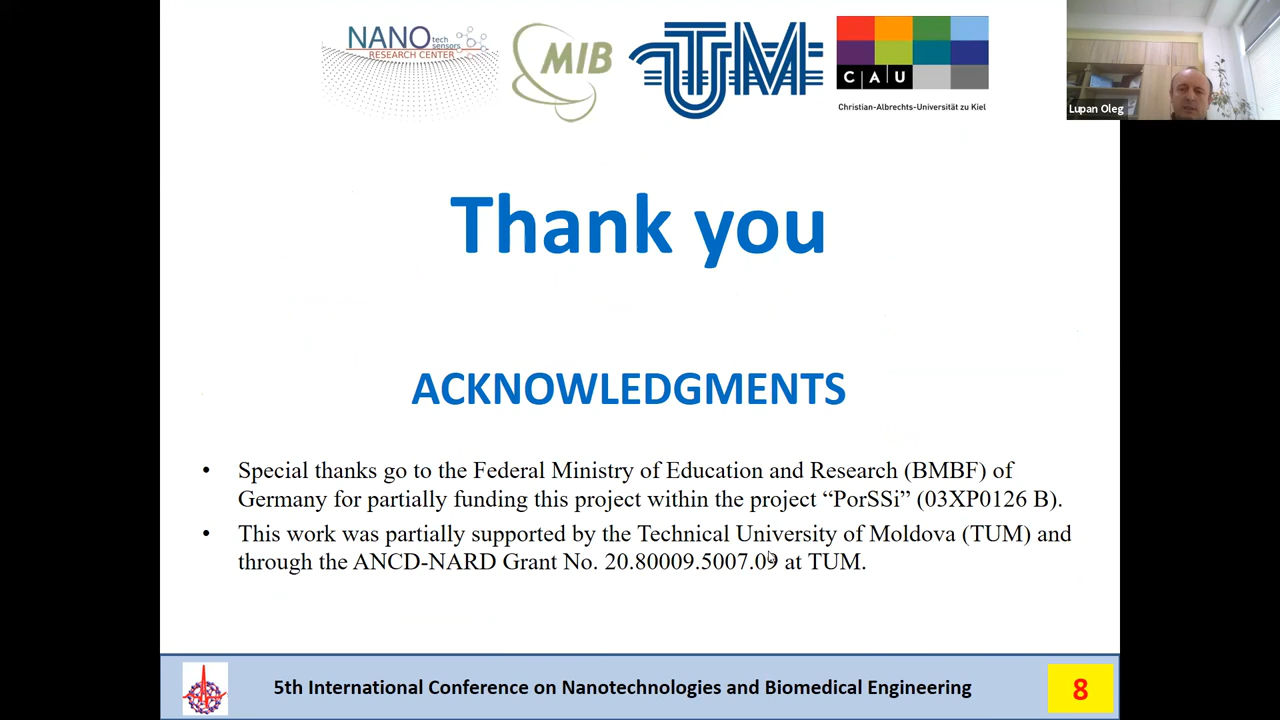 NANO tech
sensors
RESEARCH CENTER
MIB
TUM
CAU
Christian-Albrechts-Universität zu Kiel
Lupan Oleg
Thank you
ACKNOWLEDGMENTS
• Special thanks go to the Federal Ministry of Education and Research (BMBF) of
Germany for partially funding this project within the project “PorSSi” (03XP0126 B).
• This work was partially supported by the Technical University of Moldova (TUM) and
through the ANCD-NARD Grant No. 20.80009.5007.09 at TUM.
5th International Conference on Nanotechnologies and Biomedical Engineering
8